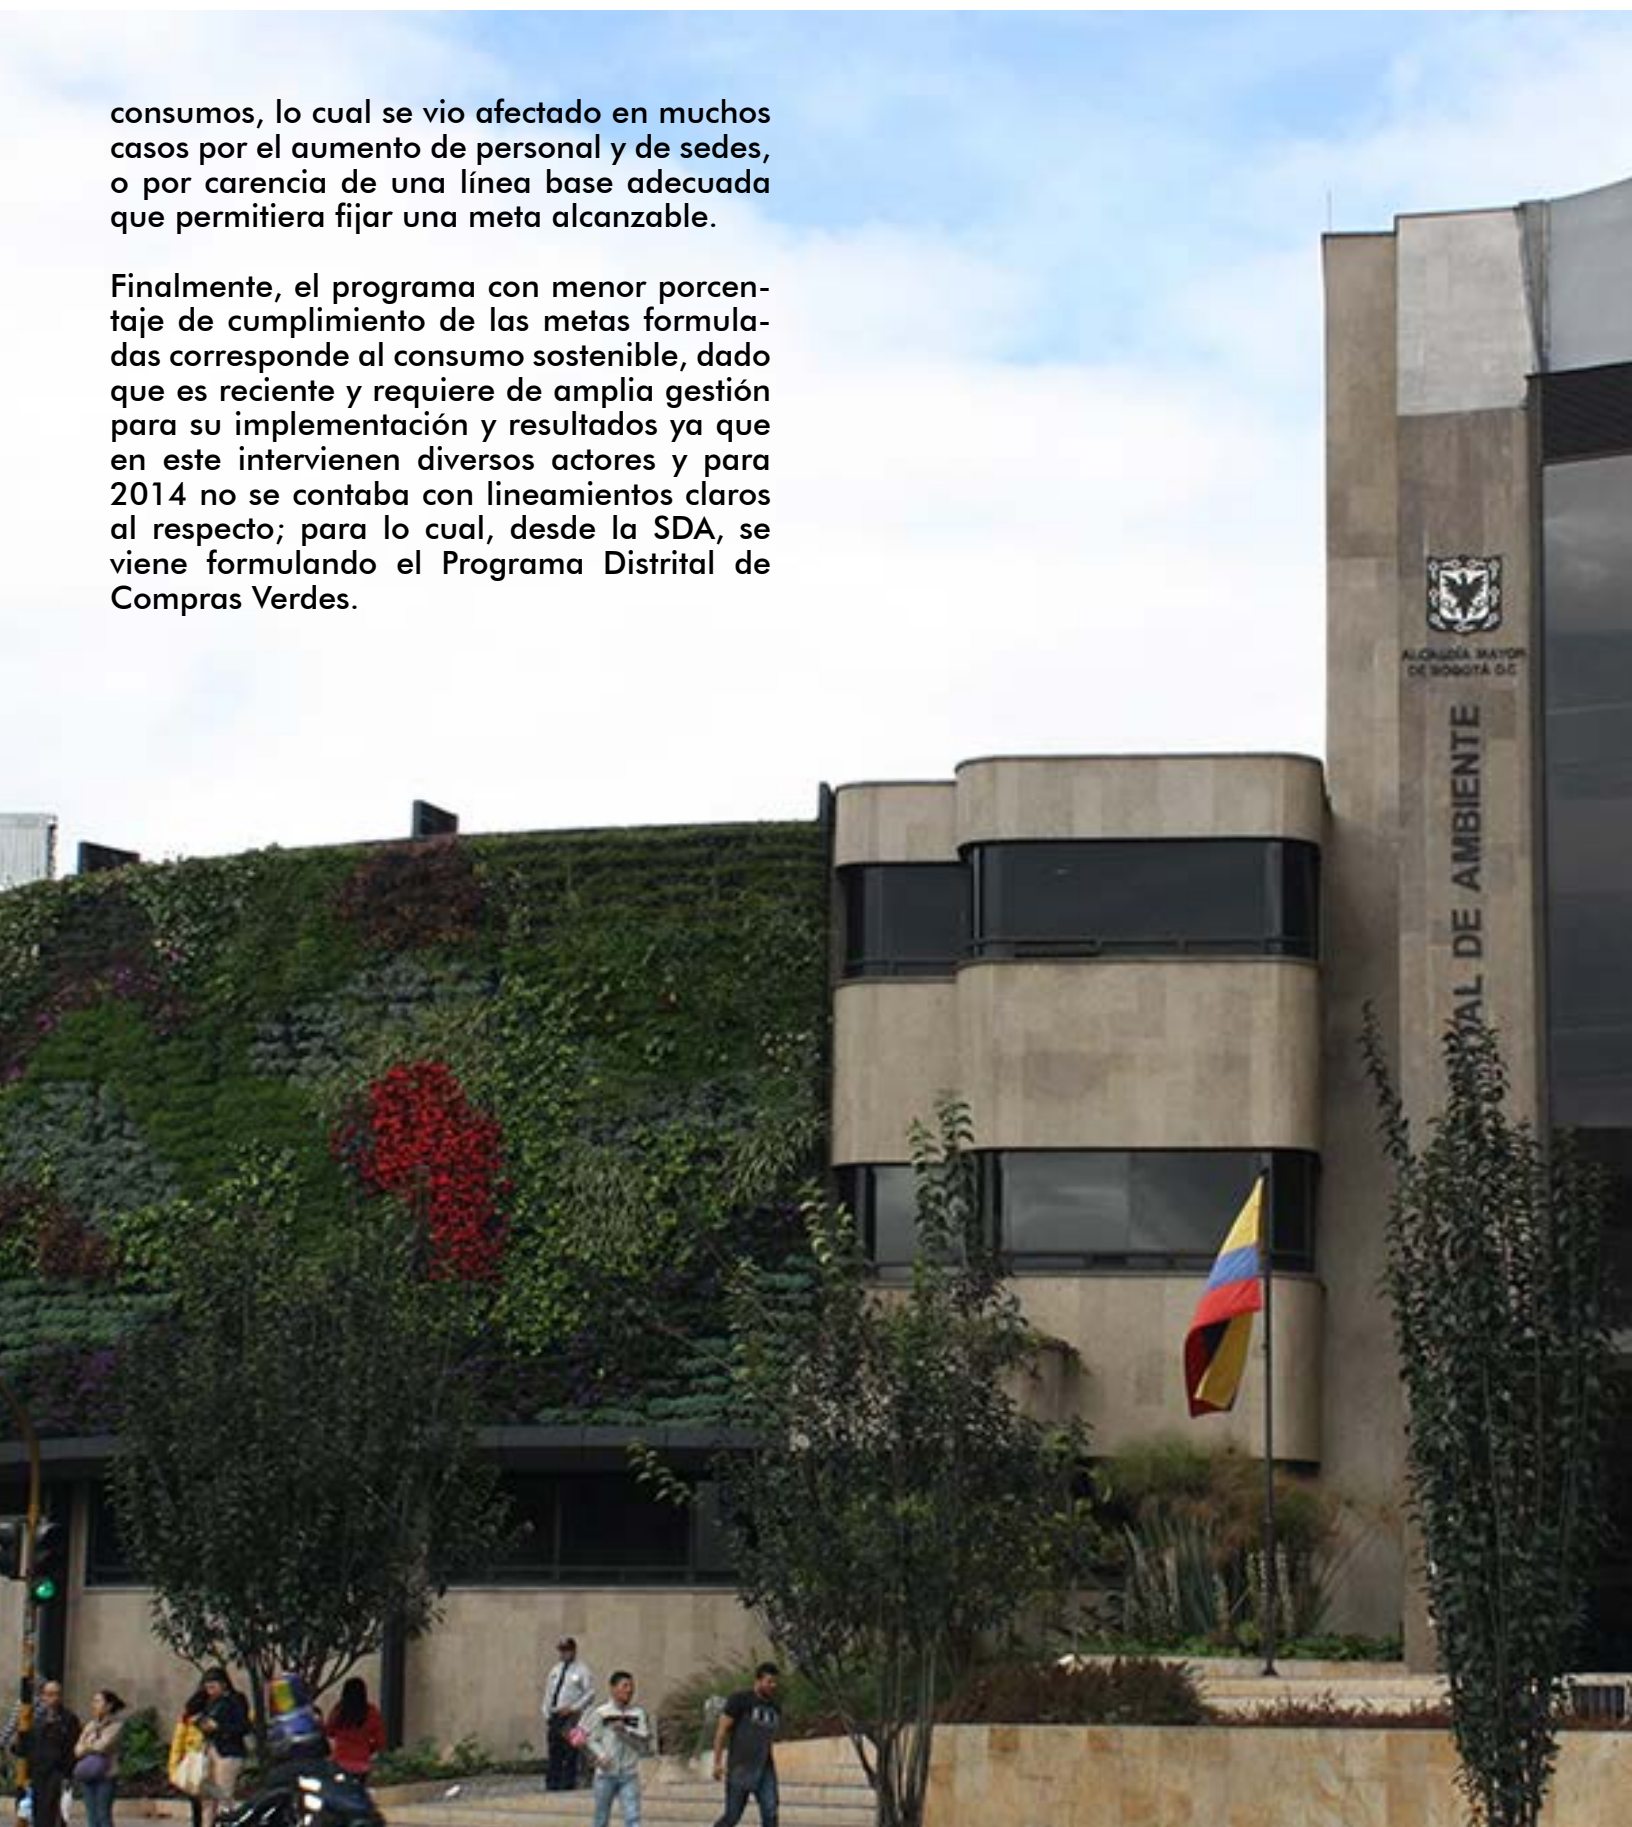 consumos, lo cual se vio afectado en muchos
casos por el aumento de personal y de sedes,
o por carencia de una línea base adecuada
que permitiera fijar una meta alcanzable.
Finalmente, el programa con menor porcen-
taje de cumplimiento de las metas formula-
das corresponde al consumo sostenible, dado
que es reciente y requiere de amplia gestión
para su implementación y resultados ya que
en este intervienen diversos actores y para
2014 no se contaba con lineamientos claros
al respecto; para lo cual, desde la SDA, se
viene formulando el Programa Distrital de
Compras Verdes.
ALCALDÍA MAYOR
DE BOGOTÁ D.C
DE AMBIENTE